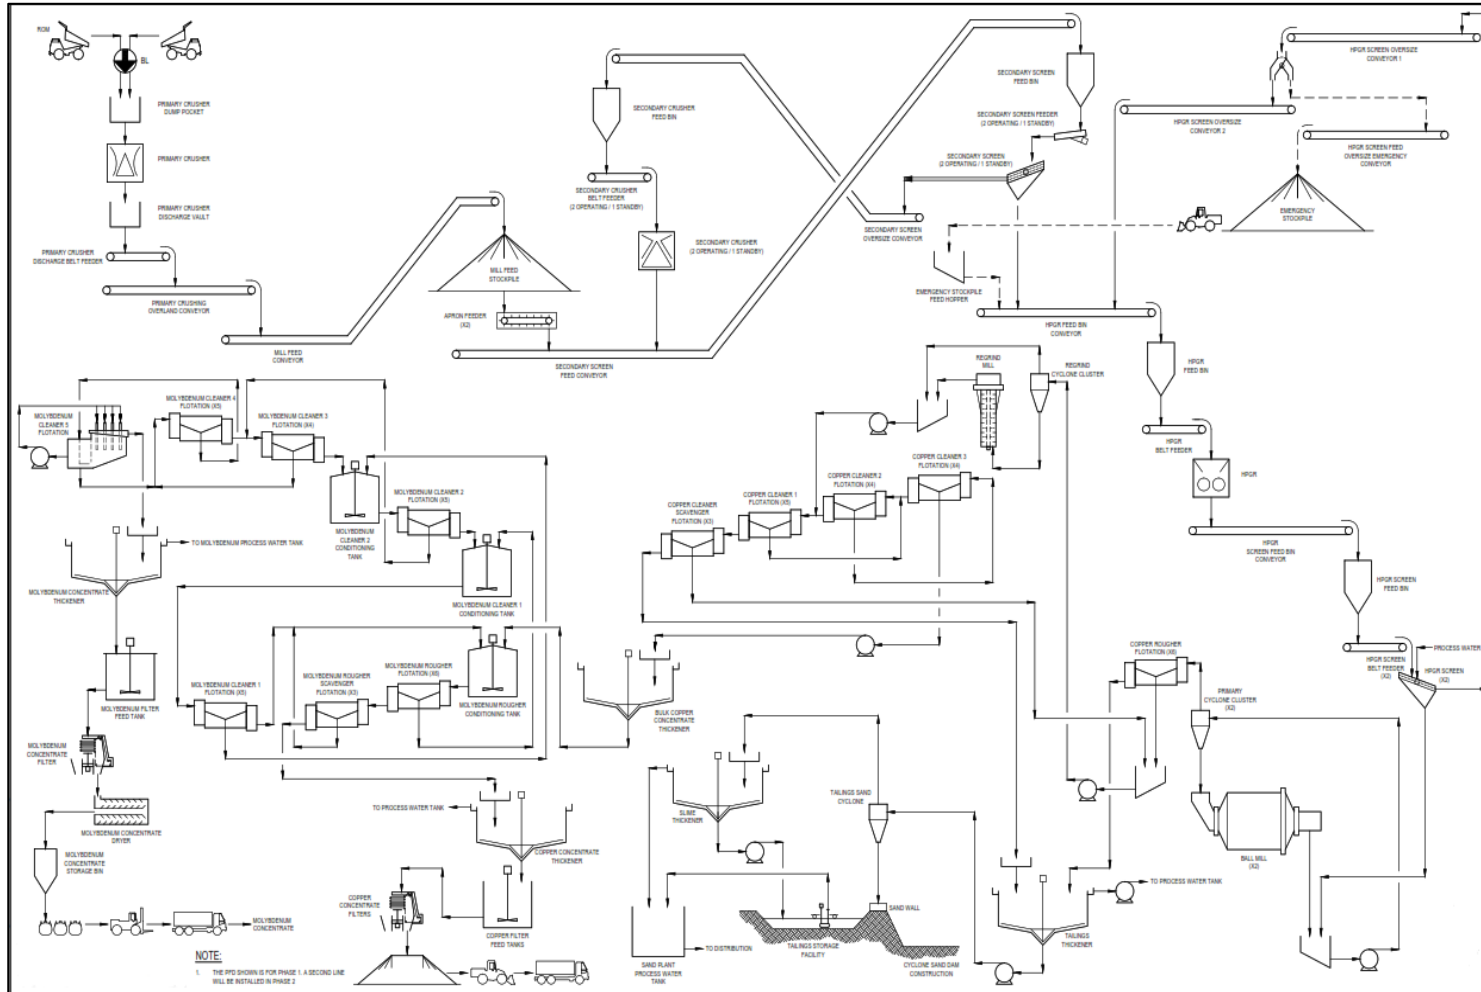 ROM
BL
PRIMARY CRUSHER
DUMP POCKET
PRIMARY CRUSHER
PRIMARY CRUSHER
DISCHARGE VAULT
PRIMARY CRUSHER
DISCHARGE BELT FEEDER
PRIMARY CRUSHING
OVERLAND CONVEYOR
MILL FEED
CONVEYOR
MILL FEED
STOCKPILE
APRON FEEDER
(X2)
SECONDARY SCREEN
FEED CONVEYOR
SECONDARY CRUSHER
FEED BIN
SECONDARY CRUSHER
BELT FEEDER
(2 OPERATING / 1 STANDBY)
SECONDARY CRUSHER
(2 OPERATING / 1 STANDBY)
SECONDARY SCREEN
FEED BIN
SECONDARY SCREEN FEEDER
(2 OPERATING / 1 STANDBY)
SECONDARY SCREEN
(2 OPERATING / 1 STANDBY)
SECONDARY SCREEN
OVERSIZE CONVEYOR
EMERGENCY STOCKPILE
FEED HOPPER
HPGR SCREEN OVERSIZE
CONVEYOR 1
HPGR SCREEN OVERSIZE
CONVEYOR 2
HPGR SCREEN FEED
OVERSIZE EMERGENCY
CONVEYOR
EMERGENCY
STOCKPILE
HPGR FEED BIN
CONVEYOR
HPGR
FEED BIN
HPGR
BELT FEEDER
HPGR
HPGR
SCREEN FEED BIN
CONVEYOR
HPGR SCREEN
FEED BIN
HPGR SCREEN
BELT FEEDER
(X2)
PROCESS WATER
HPGR SCREEN
(X2)
REGRIND
MILL
REGRIND
CYCLONE CLUSTER
COPPER CLEANER 3
FLOTATION (X4)
COPPER CLEANER 2
FLOTATION (X4)
COPPER CLEANER 1
FLOTATION (X5)
COPPER CLEANER
SCAVENGER
FLOTATION (X3)
COPPER ROUGHER
FLOTATION (X6)
PRIMARY
CYCLONE CLUSTER
(X2)
BALL MILL
(X2)
MOLYBDENUM
CLEANER 5
FLOTATION
MOLYBDENUM CLEANER 4
FLOTATION (X5)
MOLYBDENUM CLEANER 3
FLOTATION (X4)
MOLYBDENUM
CLEANER 2
CONDITIONING
TANK
MOLYBDENUM CLEANER 2
FLOTATION (X5)
MOLYBDENUM CLEANER 1
CONDITIONING TANK
TO MOLYBDENUM PROCESS WATER TANK
MOLYBDENUM CONCENTRATE
THICKENER
MOLYBDENUM FILTER
FEED TANK
MOLYBDENUM CLEANER 1
FLOTATION (X5)
MOLYBDENUM ROUGHER
SCAVENGER
FLOTATION (X3)
MOLYBDENUM ROUGHER
FLOTATION (X6)
MOLYBDENUM ROUGHER
CONDITIONING TANK
BULK COPPER
CONCENTRATE
THICKENER
MOLYBDENUM
CONCENTRATE
FILTER
MOLYBDENUM CONCENTRATE
DRYER
MOLYBDENUM
CONCENTRATE
STORAGE BIN
MOLYBDENUM
CONCENTRATE
TO PROCESS WATER TANK
COPPER CONCENTRATE
THICKENER
COPPER
CONCENTRATE
FILTERS
COPPER FILTER
FEED TANKS
SLIME
THICKENER
TAILINGS SAND
CYCLONE
SAND WALL
TAILINGS STORAGE
FACILITY
CYCLONE SAND DAM
CONSTRUCTION
SAND PLANT
PROCESS WATER
TANK
TO DISTRIBUTION
TAILINGS
THICKENER
TO PROCESS WATER TANK
NOTE:
1. THE PFD SHOWN IS FOR PHASE 1. A SECOND LINE
WILL BE INSTALLED IN PHASE 2